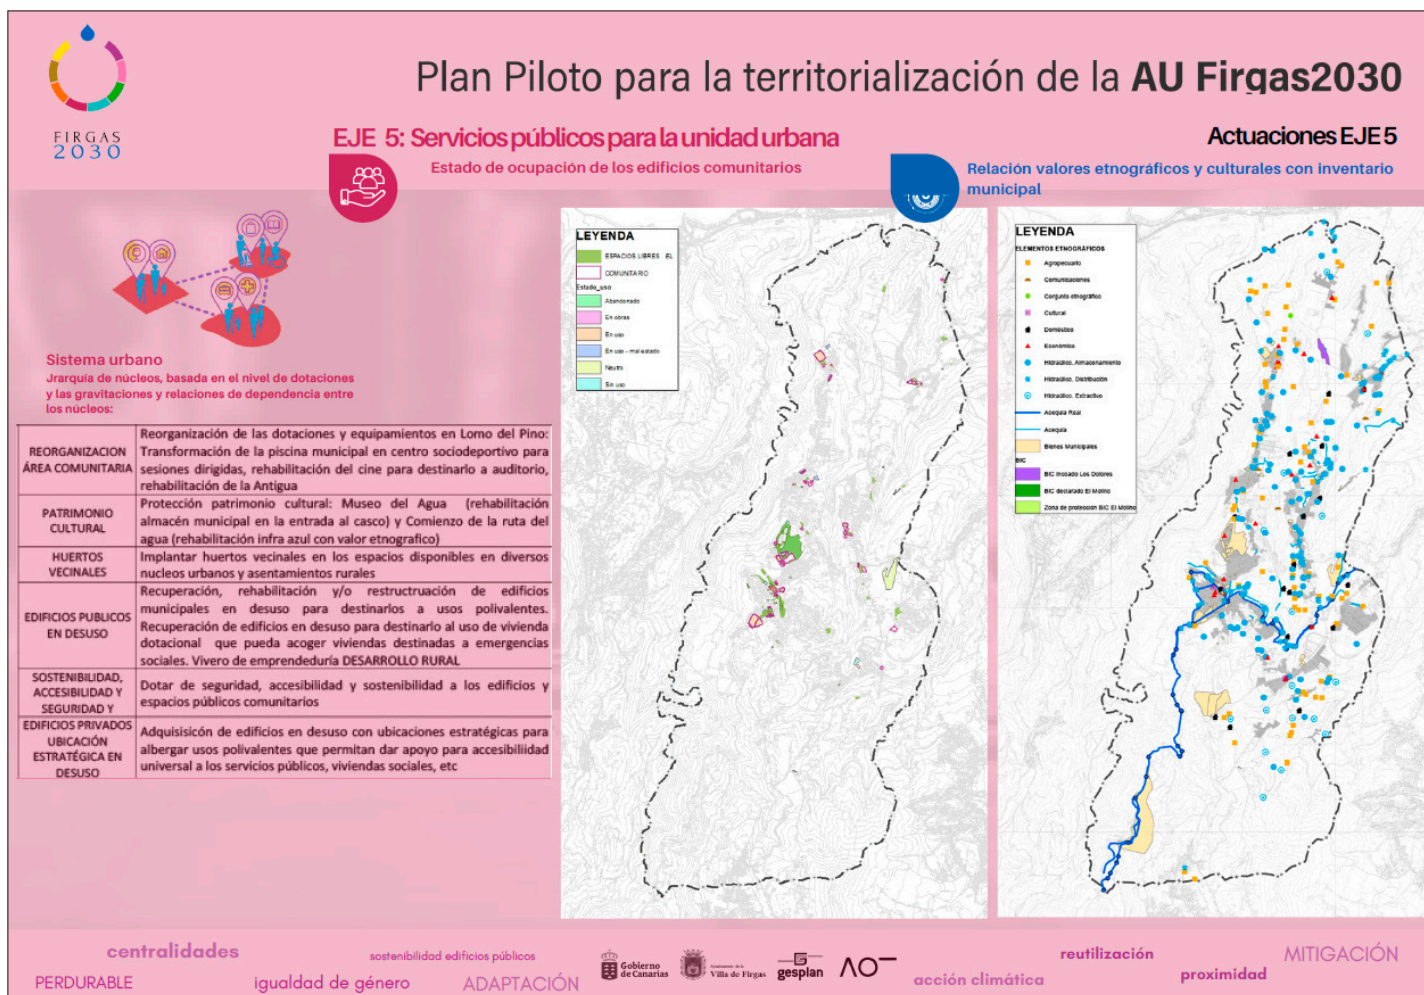 FIRGAS
2030
Plan Piloto para la territorialización de la AU Firgas2030
EJE 5: Servicios públicos para la unidad urbana
Actuaciones EJE 5
Estado de ocupación de los edificios comunitarios
Relación valores etnográficos y culturales con inventario
municipal
Sistema urbano
Jrarquía de núcleos, basada en el nivel de dotaciones
y las gravitaciones y relaciones de dependencia entre
los núcleos:
REORGANIZACION
ÁREA COMUNITARIA
Reorganización de las dotaciones y equipamientos en Lomo del Pino:
Transformación de la piscina municipal en centro sociodeportivo para
sesiones dirigidas, rehabilitación del cine para destinarlo a auditorio,
rehabilitación de la Antigua
PATRIMONIO
CULTURAL
Protección patrimonio cultural: Museo del Agua (rehabilitación
almacén municipal en la entrada al casco) y Comienzo de la ruta del
agua (rehabilitación infra azul con valor etnografico)
HUERTOS
VECINALES
Implantar huertos vecinales en los espacios disponibles en diversos
nucleos urbanos y asentamientos rurales
EDIFICIOS PUBLICOS
EN DESUSO
Recuperación, rehabilitación y/o restructruación de edificios
municipales en desuso para destinarlos a usos polivalentes.
Recuperación de edificios en desuso para destinarlo al uso de vivienda
dotacional que pueda acoger viviendas destinadas a emergencias
sociales. Vivero de emprendeduría DESARROLLO RURAL
SOSTENIBILIDAD,
ACCESIBILIDAD Y
SEGURIDAD Y
Dotar de seguridad, accesibilidad y sostenibilidad a los edificios y
espacios públicos comunitarios
EDIFICIOS PRIVADOS
UBICACIÓN
ESTRATÉGICA EN
DESUSO
Adquisisicón de edificios en desuso con ubicaciones estratégicas para
albergar usos polivalentes que permitan dar apoyo para accesibiliidad
universal a los servicios públicos, viviendas sociales, etc
LEYENDA
ESPACIOS LIBRES EL
COMUNITARIO
Estado_uso
Abandonado
En obras
En uso
En uso - mal estado
Neutro
Sin uso
LEYENDA
ELEMENTOS ETNOGRÁFICOS
Agropecuario
Comunicaciones
Conjunto etnográfico
Cultural
Doméstico
Económico
Hidráulico, Almacenamiento
Hidráulico, Distribución
Hidráulico, Extractivo
Acequia Real
Acequia
Bienes Municipales
BIC
BIC Incoado Los Dolores
BIC declarado El Molino
Zona de protección BIC El Molino
centralidades
sostenibilidad edificios públicos
PERDURABLE
igualdad de género
ADAPTACIÓN
Gobierno
de Canarias
Villa de Firgas
gesplan
acción climática
reutilización
proximidad
MITIGACIÓN